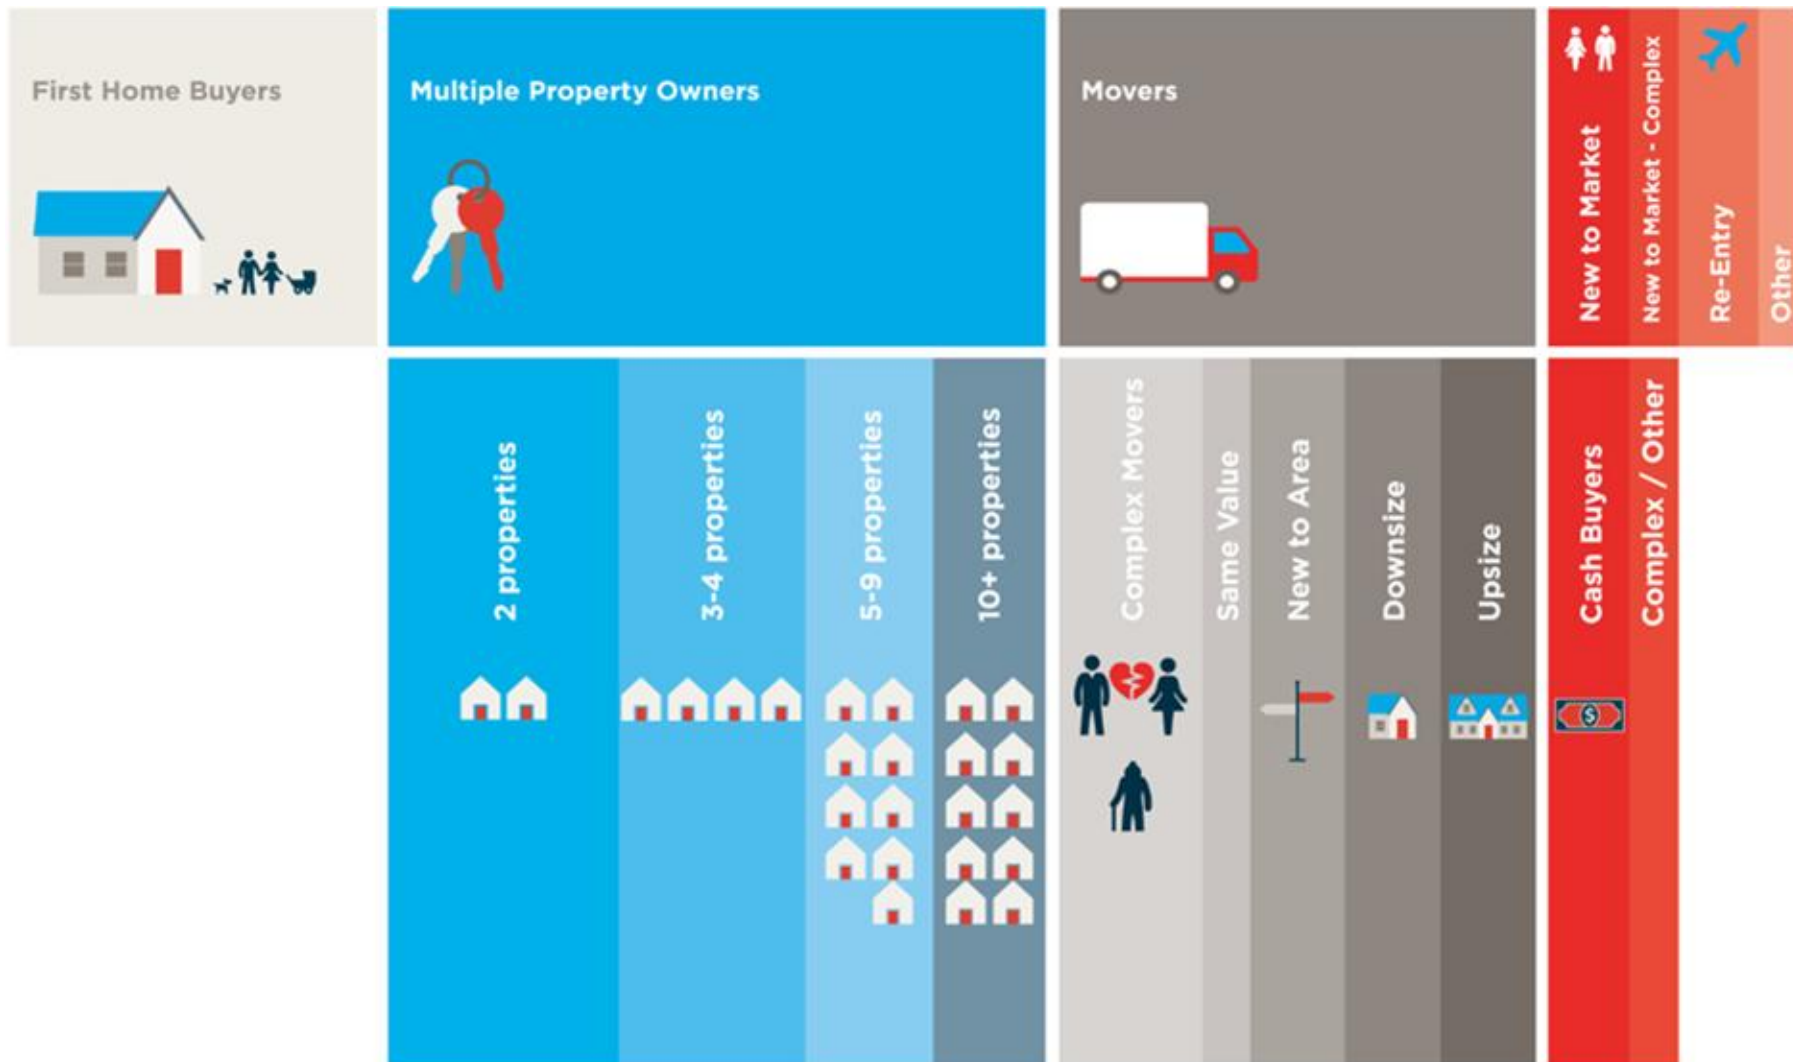 First Home Buyers
Multiple Property Owners
Movers
New to Market
New to Market - Complex
Re-Entry
Other
2 properties
3-4 properties
5-9 properties
10+ properties
Complex Movers
Same Value
New to Area
Downsize
Upsize
Cash Buyers
Complex / Other
$